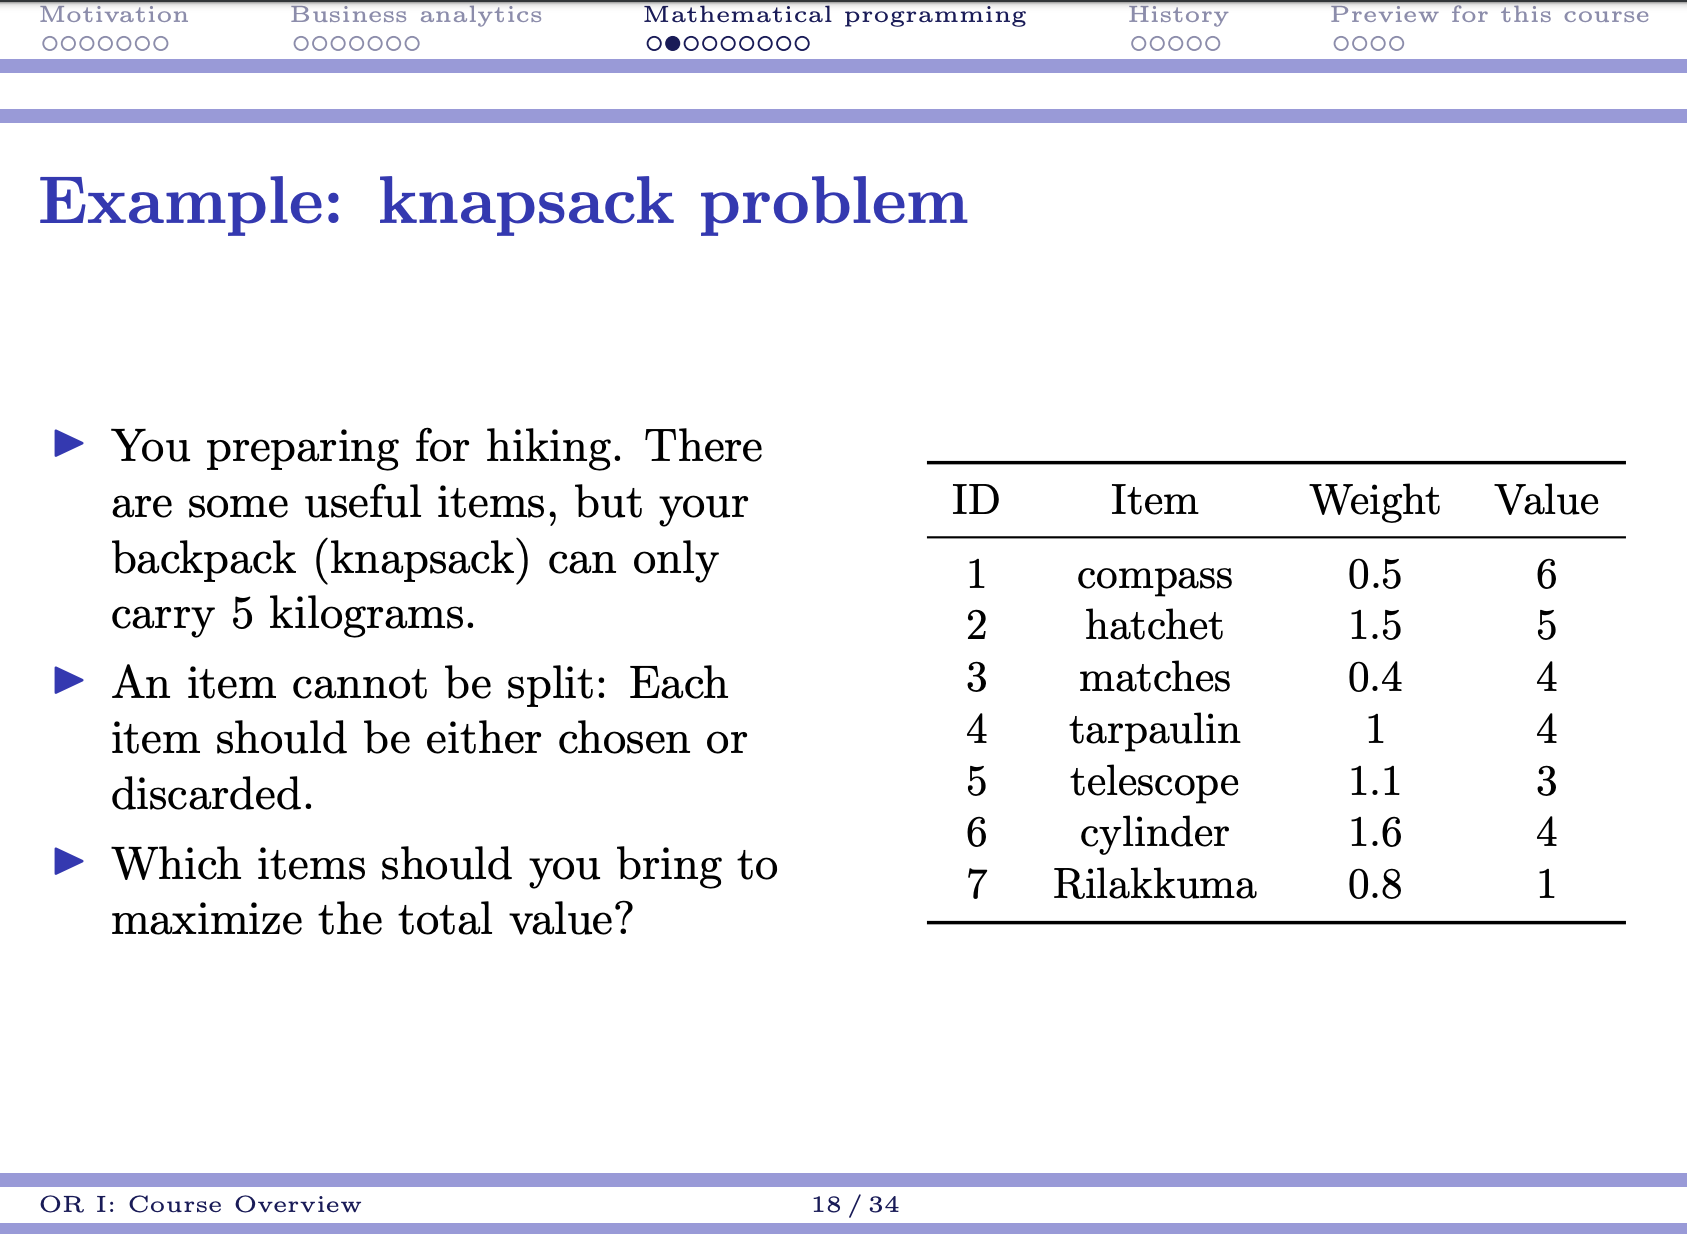 Motivation Business analytics Mathematical programming History Preview for this course
Example: knapsack problem
You preparing for hiking. There
are some useful items, but your
backpack (knapsack) can only
carry 5 kilograms.
An item cannot be split: Each
item should be either chosen or
discarded.
Which items should you bring to
maximize the total value?
ID Item Weight Value
1 compass 0.5 6
2 hatchet 1.5 5
3 matches 0.4 4
4 tarpaulin 1 4
5 telescope 1.1 3
6 cylinder 1.6 4
7 Rilakkuma 0.8 1
OR I: Course Overview 18 / 34